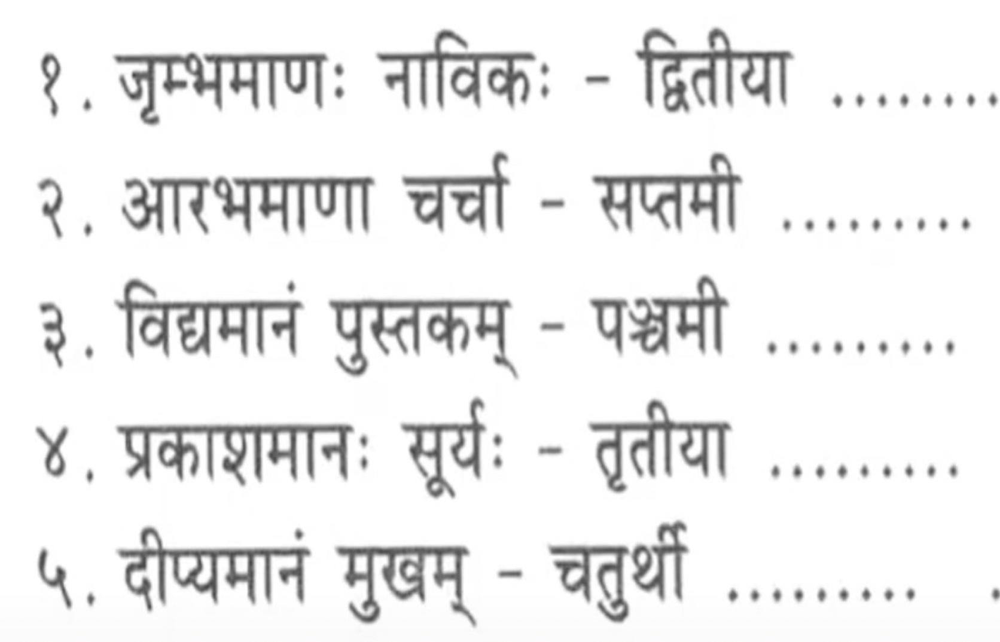 १. जृम्भमाणः नाविकः - द्वितीया ........
२. आरभमाणा चर्चा - सप्तमी .........
३. विद्यमानं पुस्तकम् - पञ्चमी .........
४. प्रकाशमानः सूर्यः - तृतीया .........
५. दीप्यमानं मुखम् - चतुर्थी ......... .